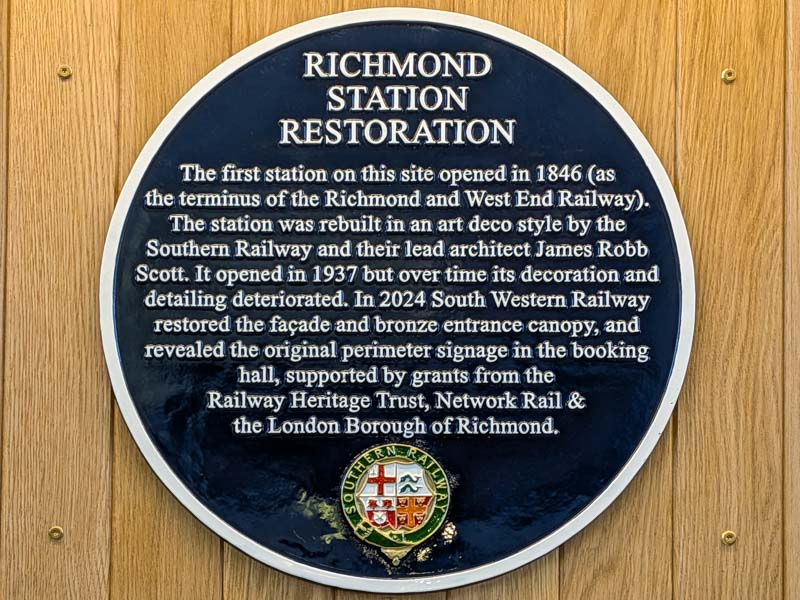 RICHMOND
STATION
RESTORATION
The first station on this site opened in 1846 (as
the terminus of the Richmond and West End Railway).
The station was rebuilt in an art deco style by the
Southern Railway and their lead architect James Robb
Scott. It opened in 1937 but over time its decoration and
detailing deteriorated. In 2024 South Western Railway
restored the façade and bronze entrance canopy, and
revealed the original perimeter signage in the booking
hall, supported by grants from the
Railway Heritage Trust, Network Rail &
the London Borough of Richmond.
SOUTHERN RAILWAY